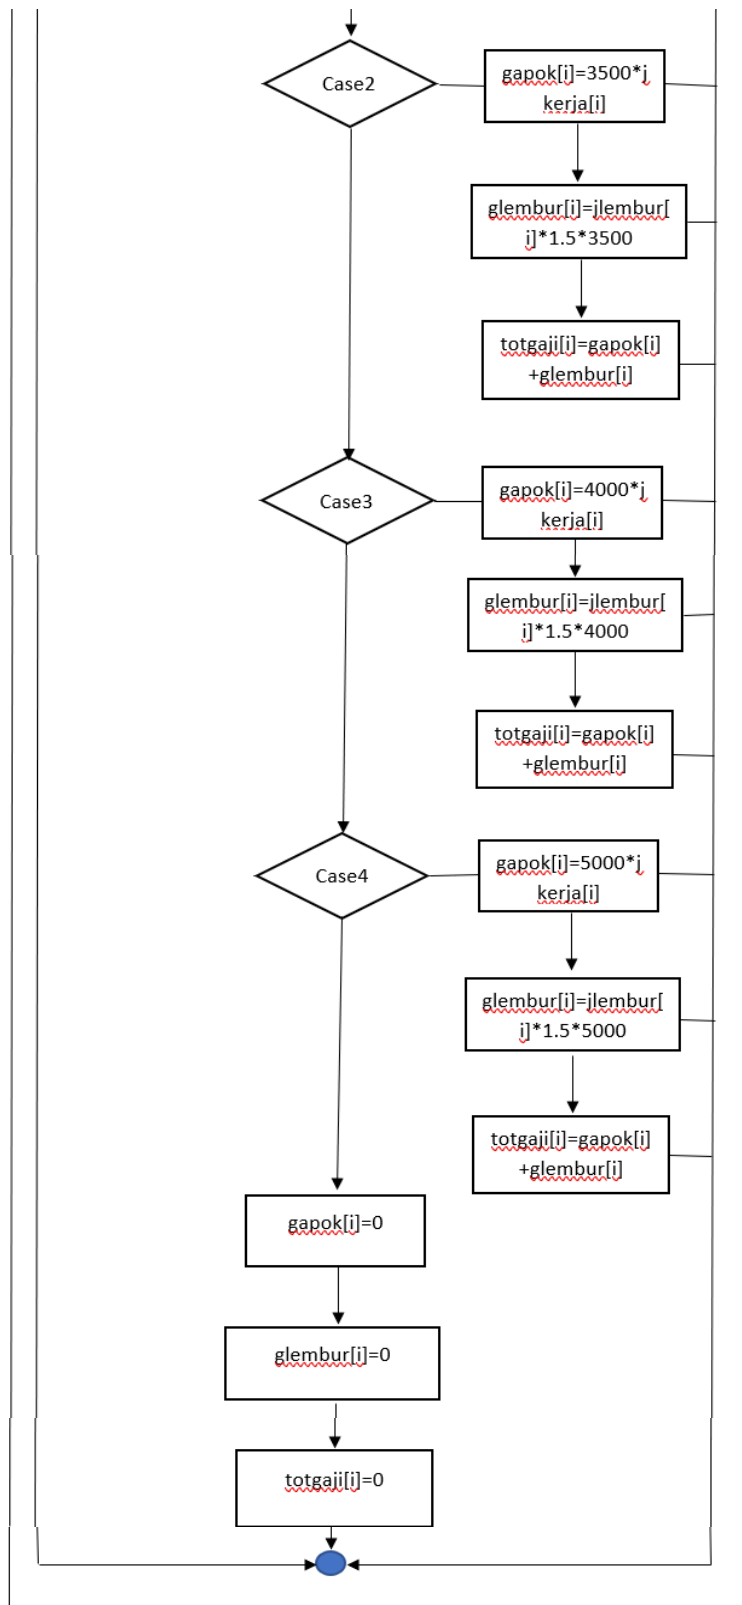 Case2
gapok[i]=3500*j
kerja[i]
glembur[i]=jlembur[
i]*1.5*3500
totgaji[i]=gapok[i]
+glembur[i]
Case3
gapok[i]=4000*j
kerja[i]
glembur[i]=jlembur[
i]*1.5*4000
totgaji[i]=gapok[i]
+glembur[i]
Case4
gapok[i]=5000*j
kerja[i]
glembur[i]=jlembur[
i]*1.5*5000
totgaji[i]=gapok[i]
+glembur[i]
gapok[i]=0
glembur[i]=0
totgaji[i]=0